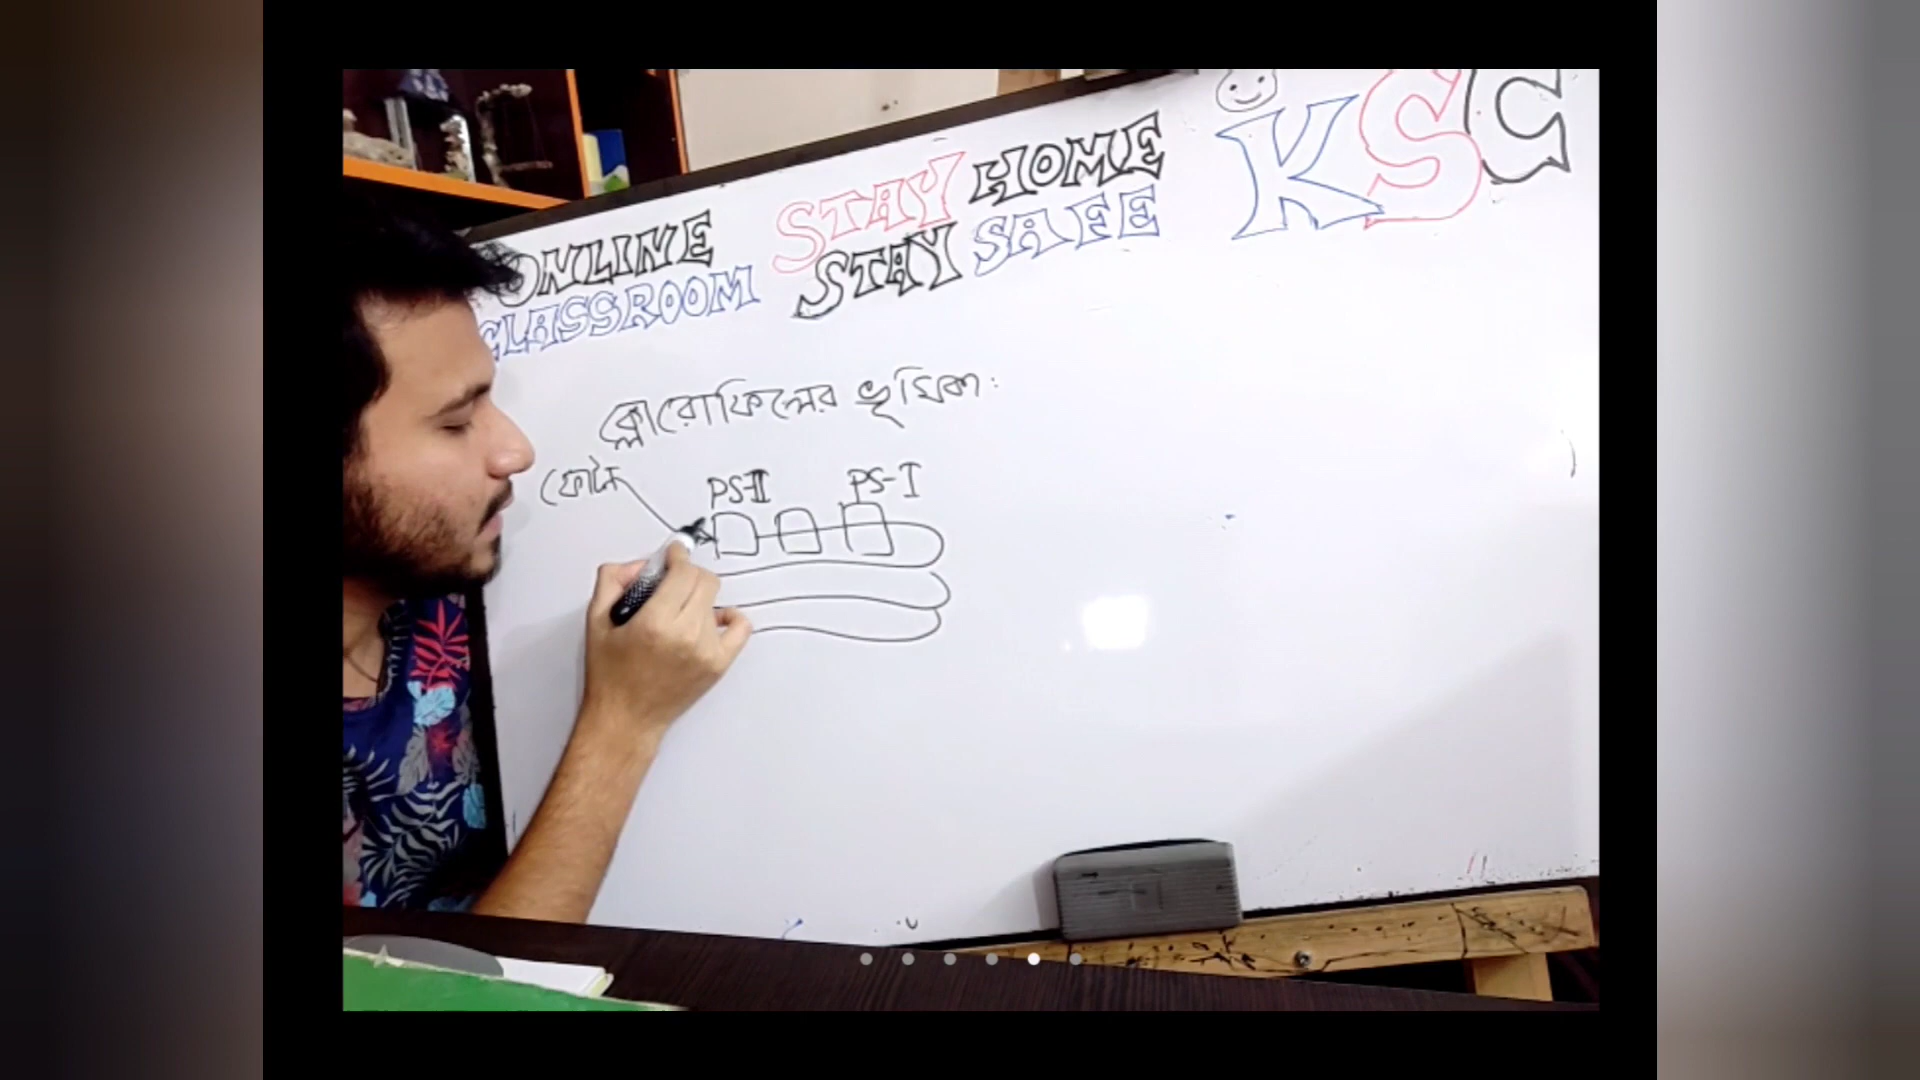 ONLINE
CLASSROOM
STAY HOME
STAY SAFE
KSC
ক্লোরোফিলের ভূমিকা:
ফোটন
PS-II
PS-I